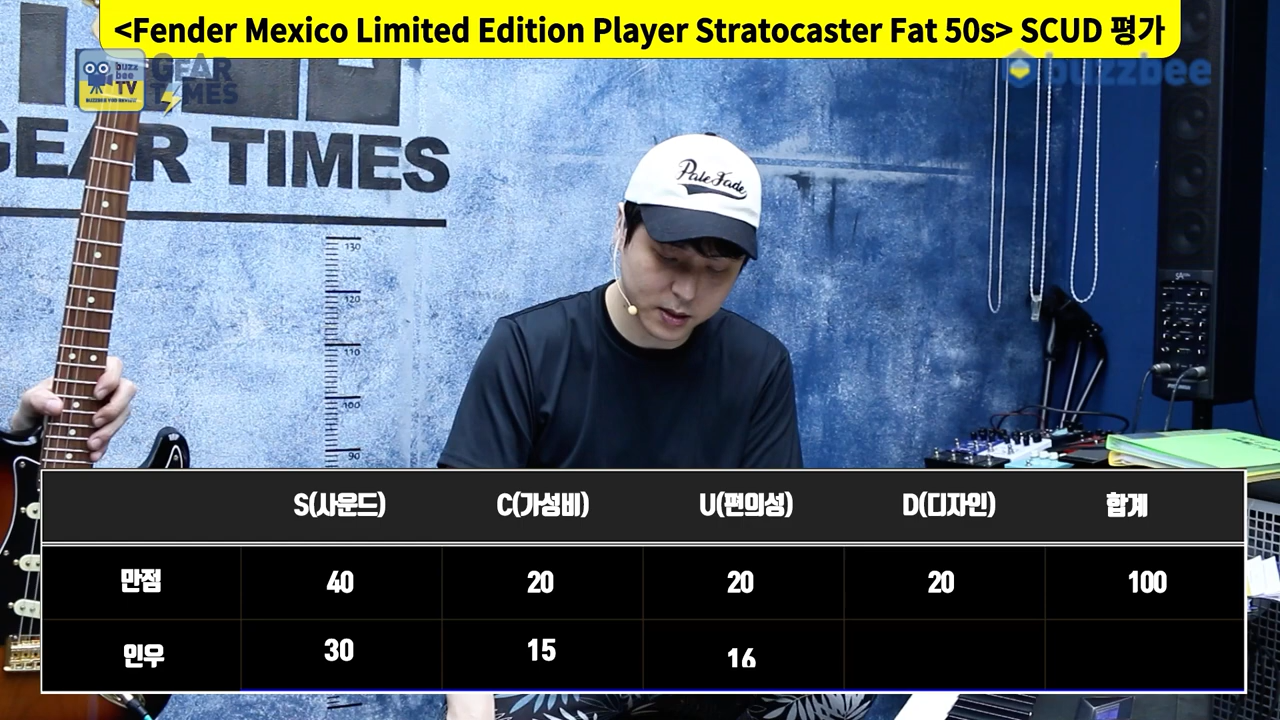 <Fender Mexico Limited Edition Player Stratocaster Fat 50s> SCUD 평가
buzz
bee
TV
GEAR
TIMES
buzzbee
GEAR TIMES
Pale Jade
130
120
110
100
90
S(사운드) C(가성비) U(편의성) D(디자인) 합계
만점 40 20 20 20 100
인우 30 15 16